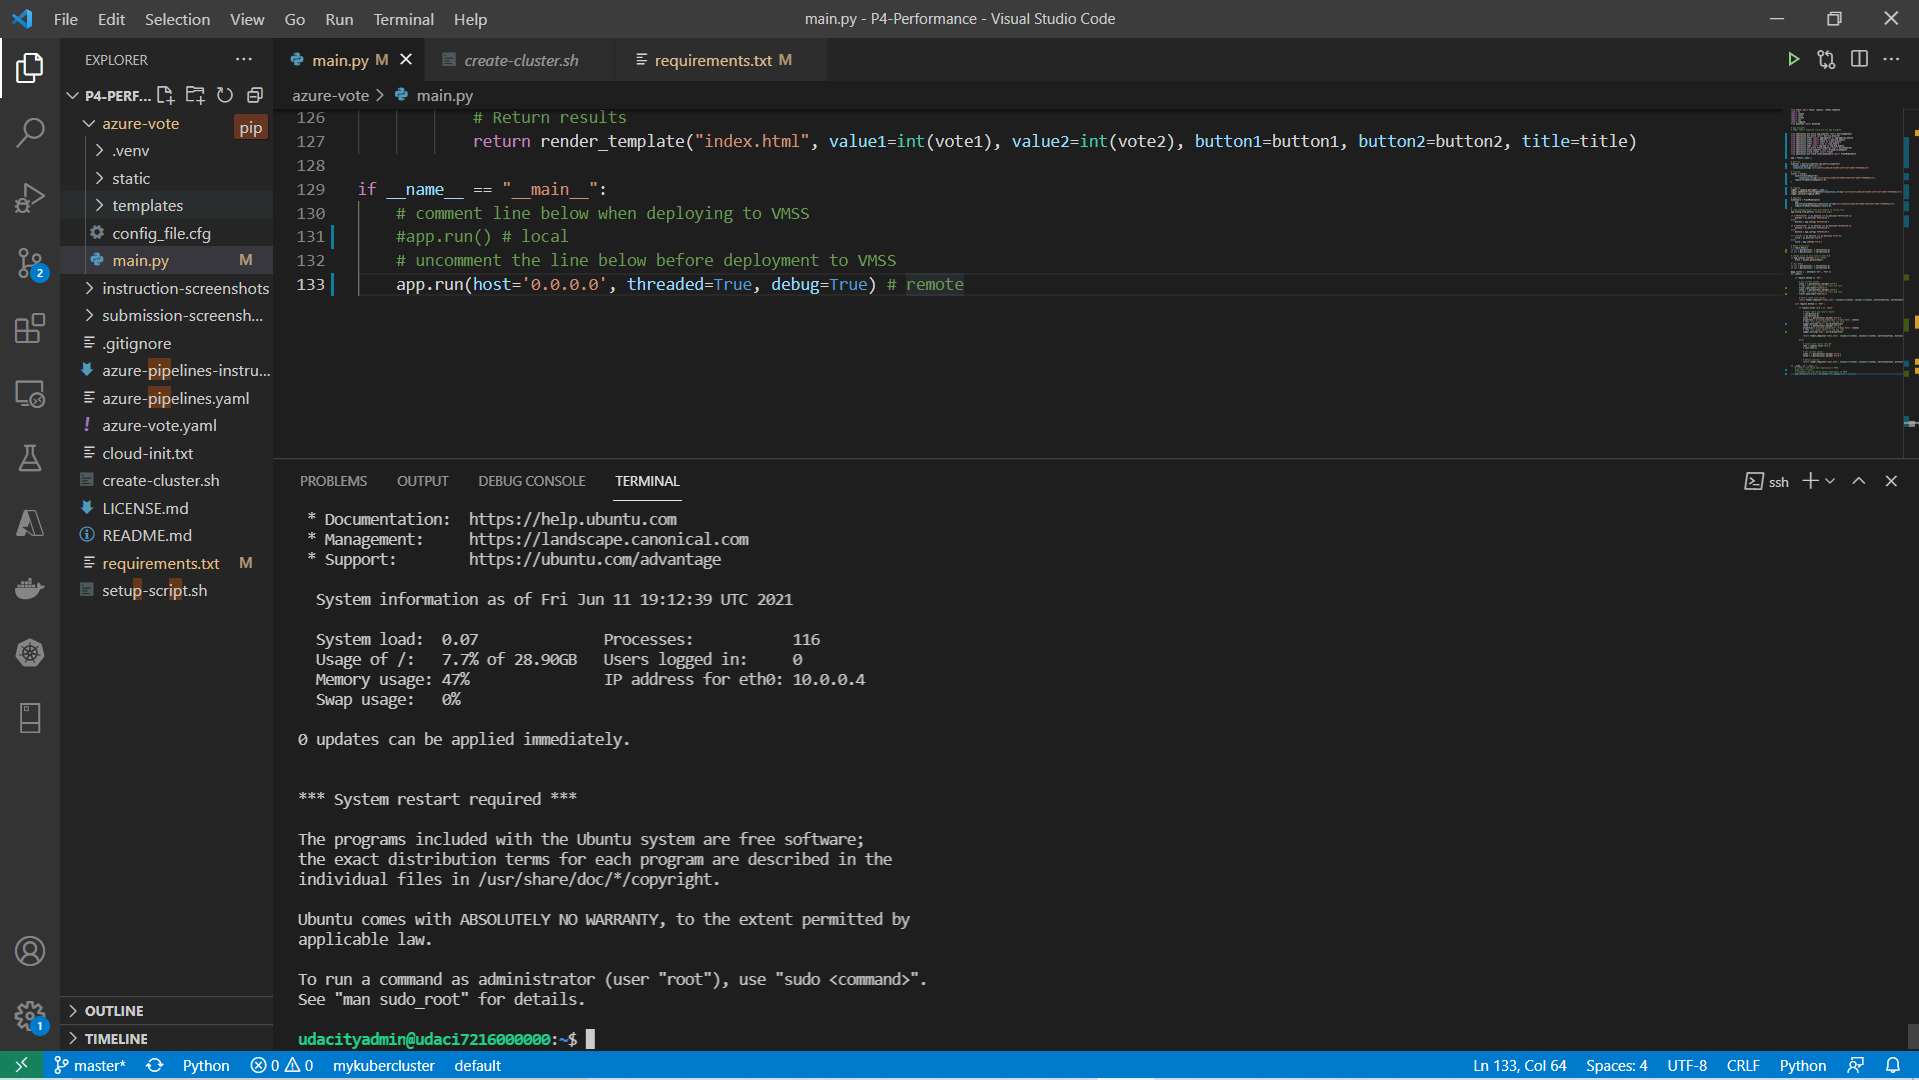 File Edit Selection View Go Run Terminal Help
main.py - P4-Performance - Visual Studio Code
EXPLORER
P4-PERF...
azure-vote
pip
.venv
static
templates
config_file.cfg
main.py M
instruction-screenshots
submission-screensh...
.gitignore
azure-pipelines-instru...
azure-pipelines.yaml
azure-vote.yaml
cloud-init.txt
create-cluster.sh
LICENSE.md
README.md
requirements.txt M
setup-script.sh
OUTLINE
TIMELINE
2
1
main.py M
create-cluster.sh
requirements.txt M
azure-vote > main.py
126 # Return results
127 return render_template("index.html", value1=int(vote1), value2=int(vote2), button1=button1, button2=button2, title=title)
128
129 if __name__ == "__main__":
130 # comment line below when deploying to VMSS
131 #app.run() # local
132 # uncomment the line below before deployment to VMSS
133 app.run(host='0.0.0.0', threaded=True, debug=True) # remote
PROBLEMS OUTPUT DEBUG CONSOLE TERMINAL
ssh
* Documentation: https://help.ubuntu.com
* Management: https://landscape.canonical.com
* Support: https://ubuntu.com/advantage
System information as of Fri Jun 11 19:12:39 UTC 2021
System load: 0.07 Processes: 116
Usage of /: 7.7% of 28.90GB Users logged in: 0
Memory usage: 47% IP address for eth0: 10.0.0.4
Swap usage: 0%
0 updates can be applied immediately.
*** System restart required ***
The programs included with the Ubuntu system are free software;
the exact distribution terms for each program are described in the
individual files in /usr/share/doc/*/copyright.
Ubuntu comes with ABSOLUTELY NO WARRANTY, to the extent permitted by
applicable law.
To run a command as administrator (user "root"), use "sudo <command>".
See "man sudo_root" for details.
udacityadmin@udaci7216000000:~$
master* Python 0 0 mykubercluster default
Ln 133, Col 64 Spaces: 4 UTF-8 CRLF Python